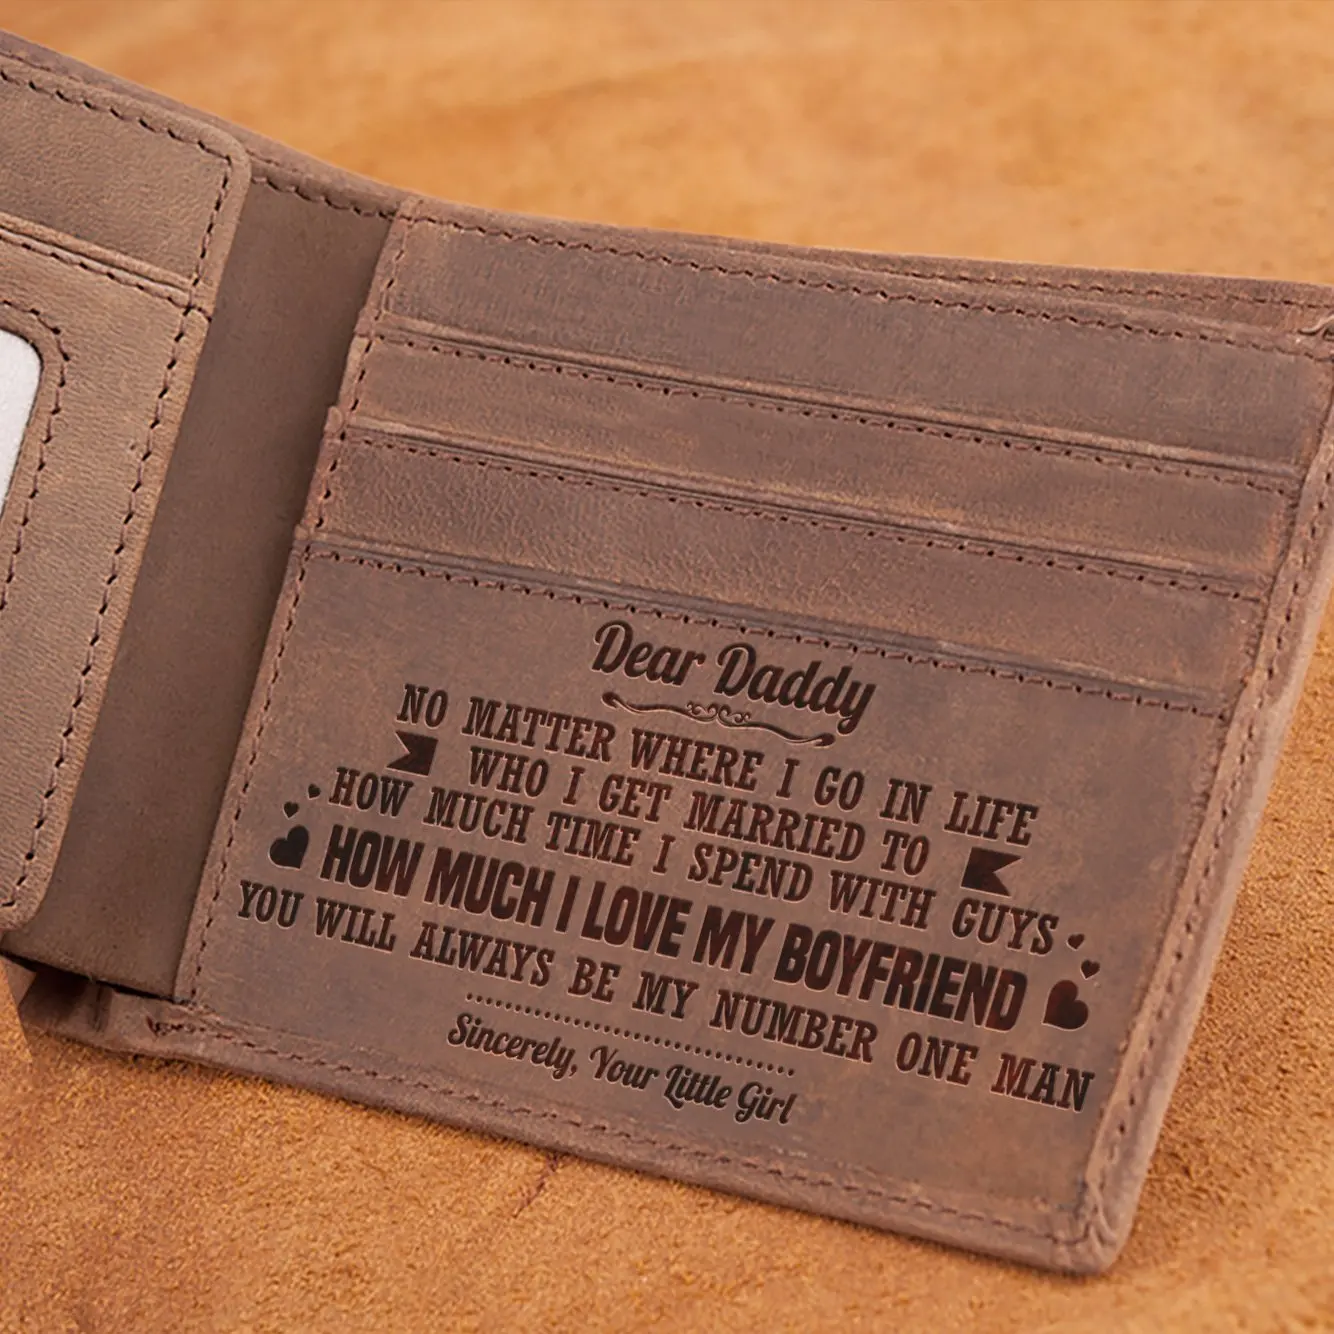 Dear Daddy
NO MATTER WHERE I GO IN LIFE
WHO I GET MARRIED TO
HOW MUCH TIME I SPEND WITH GUYS
HOW MUCH I LOVE MY BOYFRIEND
YOU WILL ALWAYS BE MY NUMBER ONE MAN
Sincerely, Your Little Girl